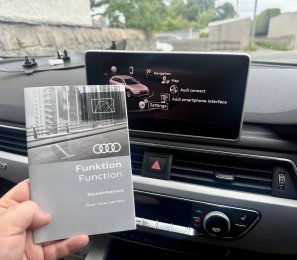 Navigation
Map
Audi connect
Audi smartphone interface
Settings
Funktion
Function
Rückfahrkamera
Rear-view camera